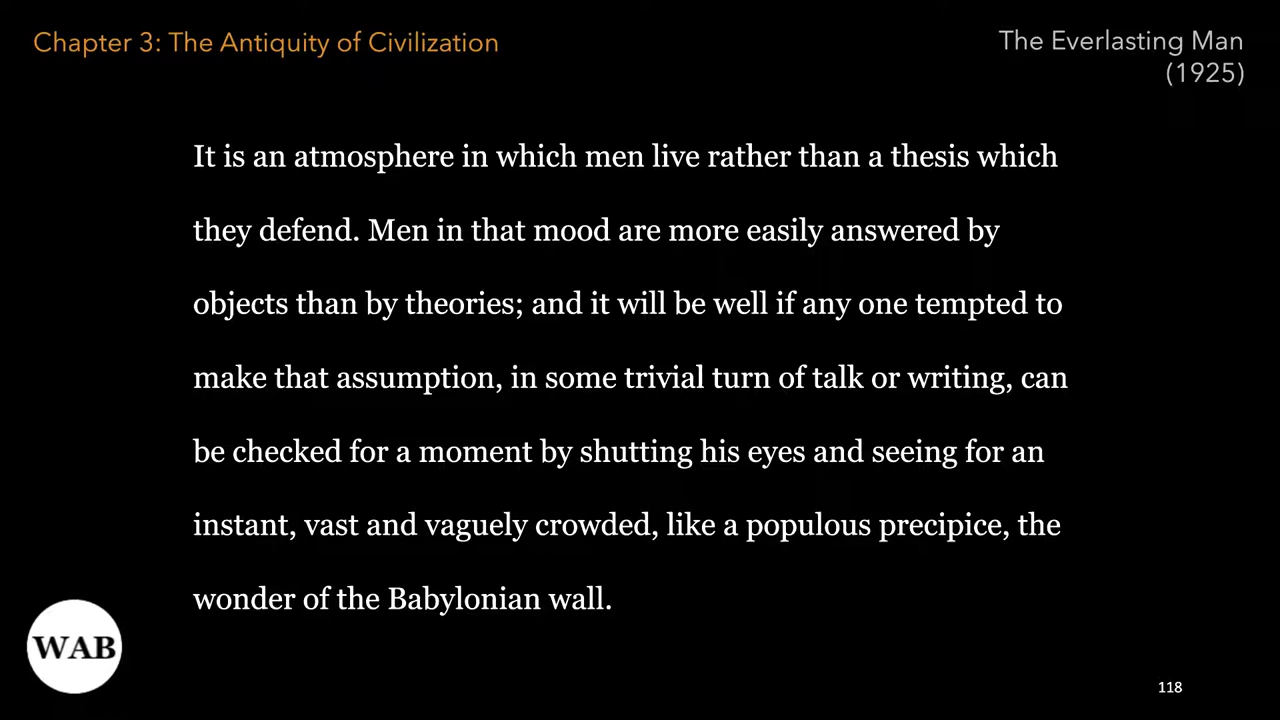 Chapter 3: The Antiquity of Civilization
The Everlasting Man
(1925)
It is an atmosphere in which men live rather than a thesis which
they defend. Men in that mood are more easily answered by
objects than by theories; and it will be well if any one tempted to
make that assumption, in some trivial turn of talk or writing, can
be checked for a moment by shutting his eyes and seeing for an
instant, vast and vaguely crowded, like a populous precipice, the
wonder of the Babylonian wall.
WAB
118